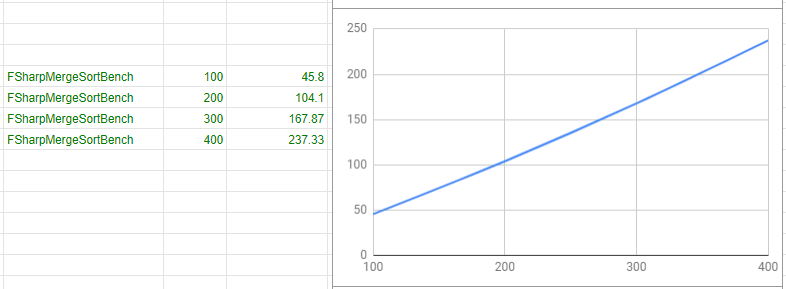 FSharpMergeSortBench 100 45.8
FSharpMergeSortBench 200 104.1
FSharpMergeSortBench 300 167.87
FSharpMergeSortBench 400 237.33
250
200
150
100
50
0
100 200 300 400